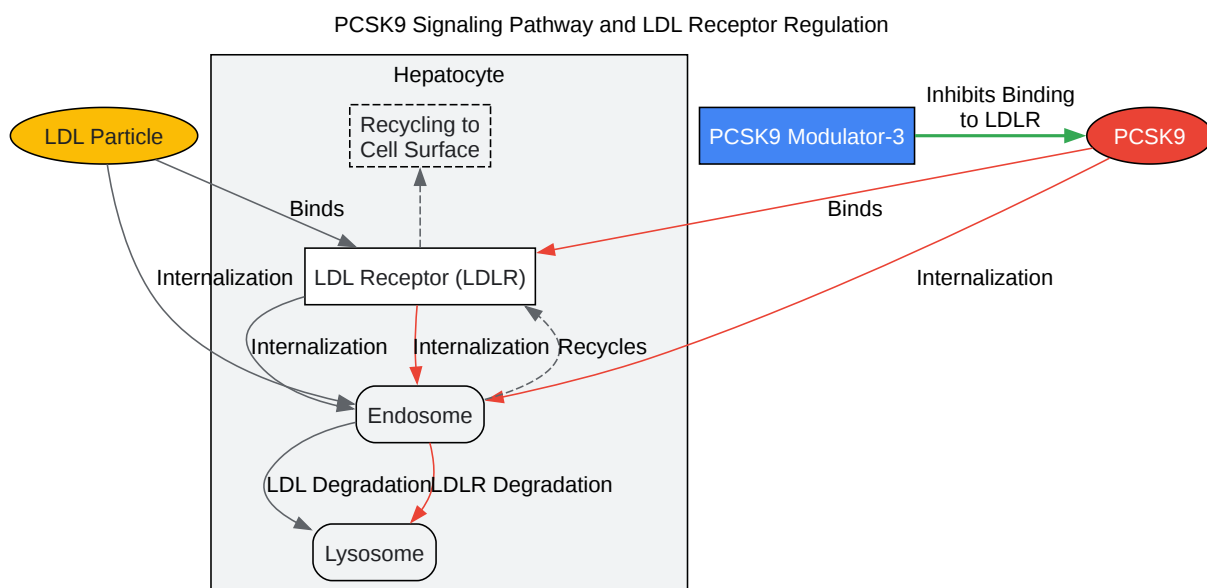 PCSK9 Signaling Pathway and LDL Receptor Regulation
Hepatocyte
LDL Particle
Recycling to
Cell Surface
PCSK9 Modulator-3
Inhibits Binding
to LDLR
PCSK9
Binds
Binds
Internalization
LDL Receptor (LDLR)
Internalization
Internalization
Internalization
Recycles
Endosome
LDL Degradation
LDLR Degradation
Lysosome